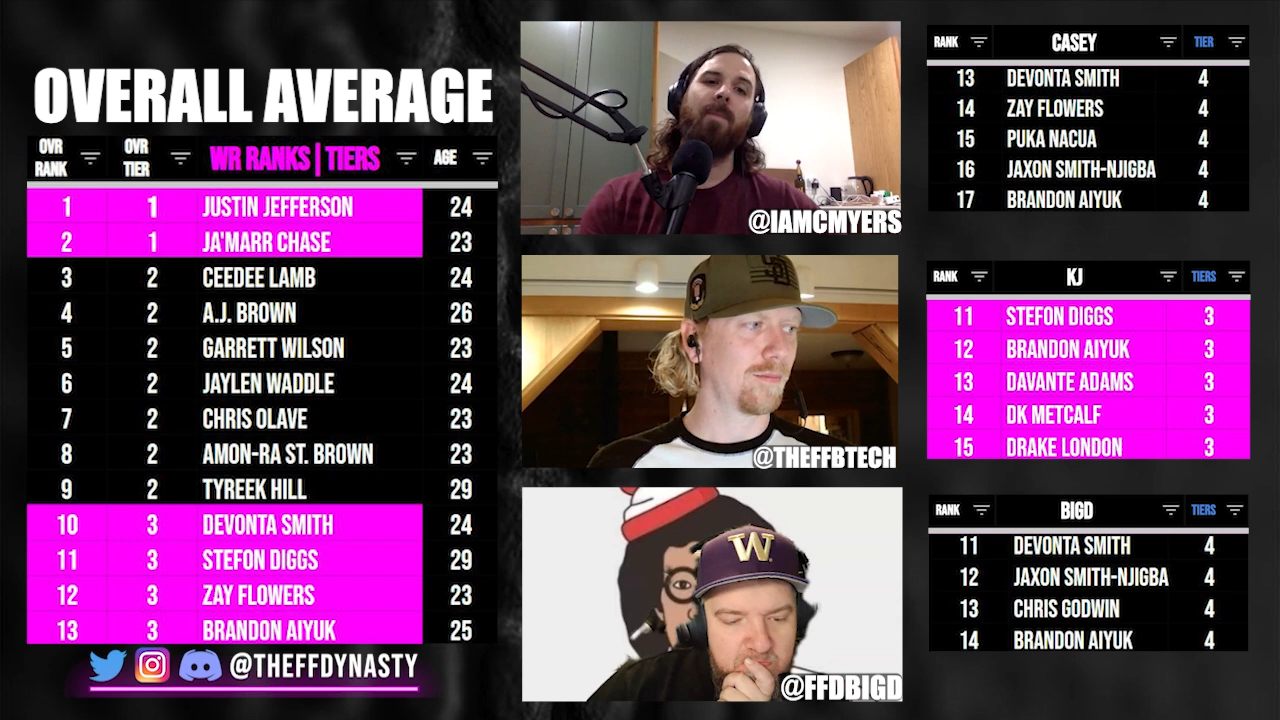 OVERALL AVERAGE
OVR RANK OVR TIER WR RANKS | TIERS AGE
1 1 JUSTIN JEFFERSON 24
2 1 JA'MARR CHASE 23
3 2 CEEDEE LAMB 24
4 2 A.J. BROWN 26
5 2 GARRETT WILSON 23
6 2 JAYLEN WADDLE 24
7 2 CHRIS OLAVE 23
8 2 AMON-RA ST. BROWN 23
9 2 TYREEK HILL 29
10 3 DEVONTA SMITH 24
11 3 STEFON DIGGS 29
12 3 ZAY FLOWERS 23
13 3 BRANDON AIYUK 25
@THEFFDYNASTY
@IAMCMYERS
@THEFFBTECH
W
@FFDBIGD
RANK CASEY TIER
13 DEVONTA SMITH 4
14 ZAY FLOWERS 4
15 PUKA NACUA 4
16 JAXON SMITH-NJIGBA 4
17 BRANDON AIYUK 4
RANK KJ TIERS
11 STEFON DIGGS 3
12 BRANDON AIYUK 3
13 DAVANTE ADAMS 3
14 DK METCALF 3
15 DRAKE LONDON 3
RANK BIGD TIERS
11 DEVONTA SMITH 4
12 JAXON SMITH-NJIGBA 4
13 CHRIS GODWIN 4
14 BRANDON AIYUK 4